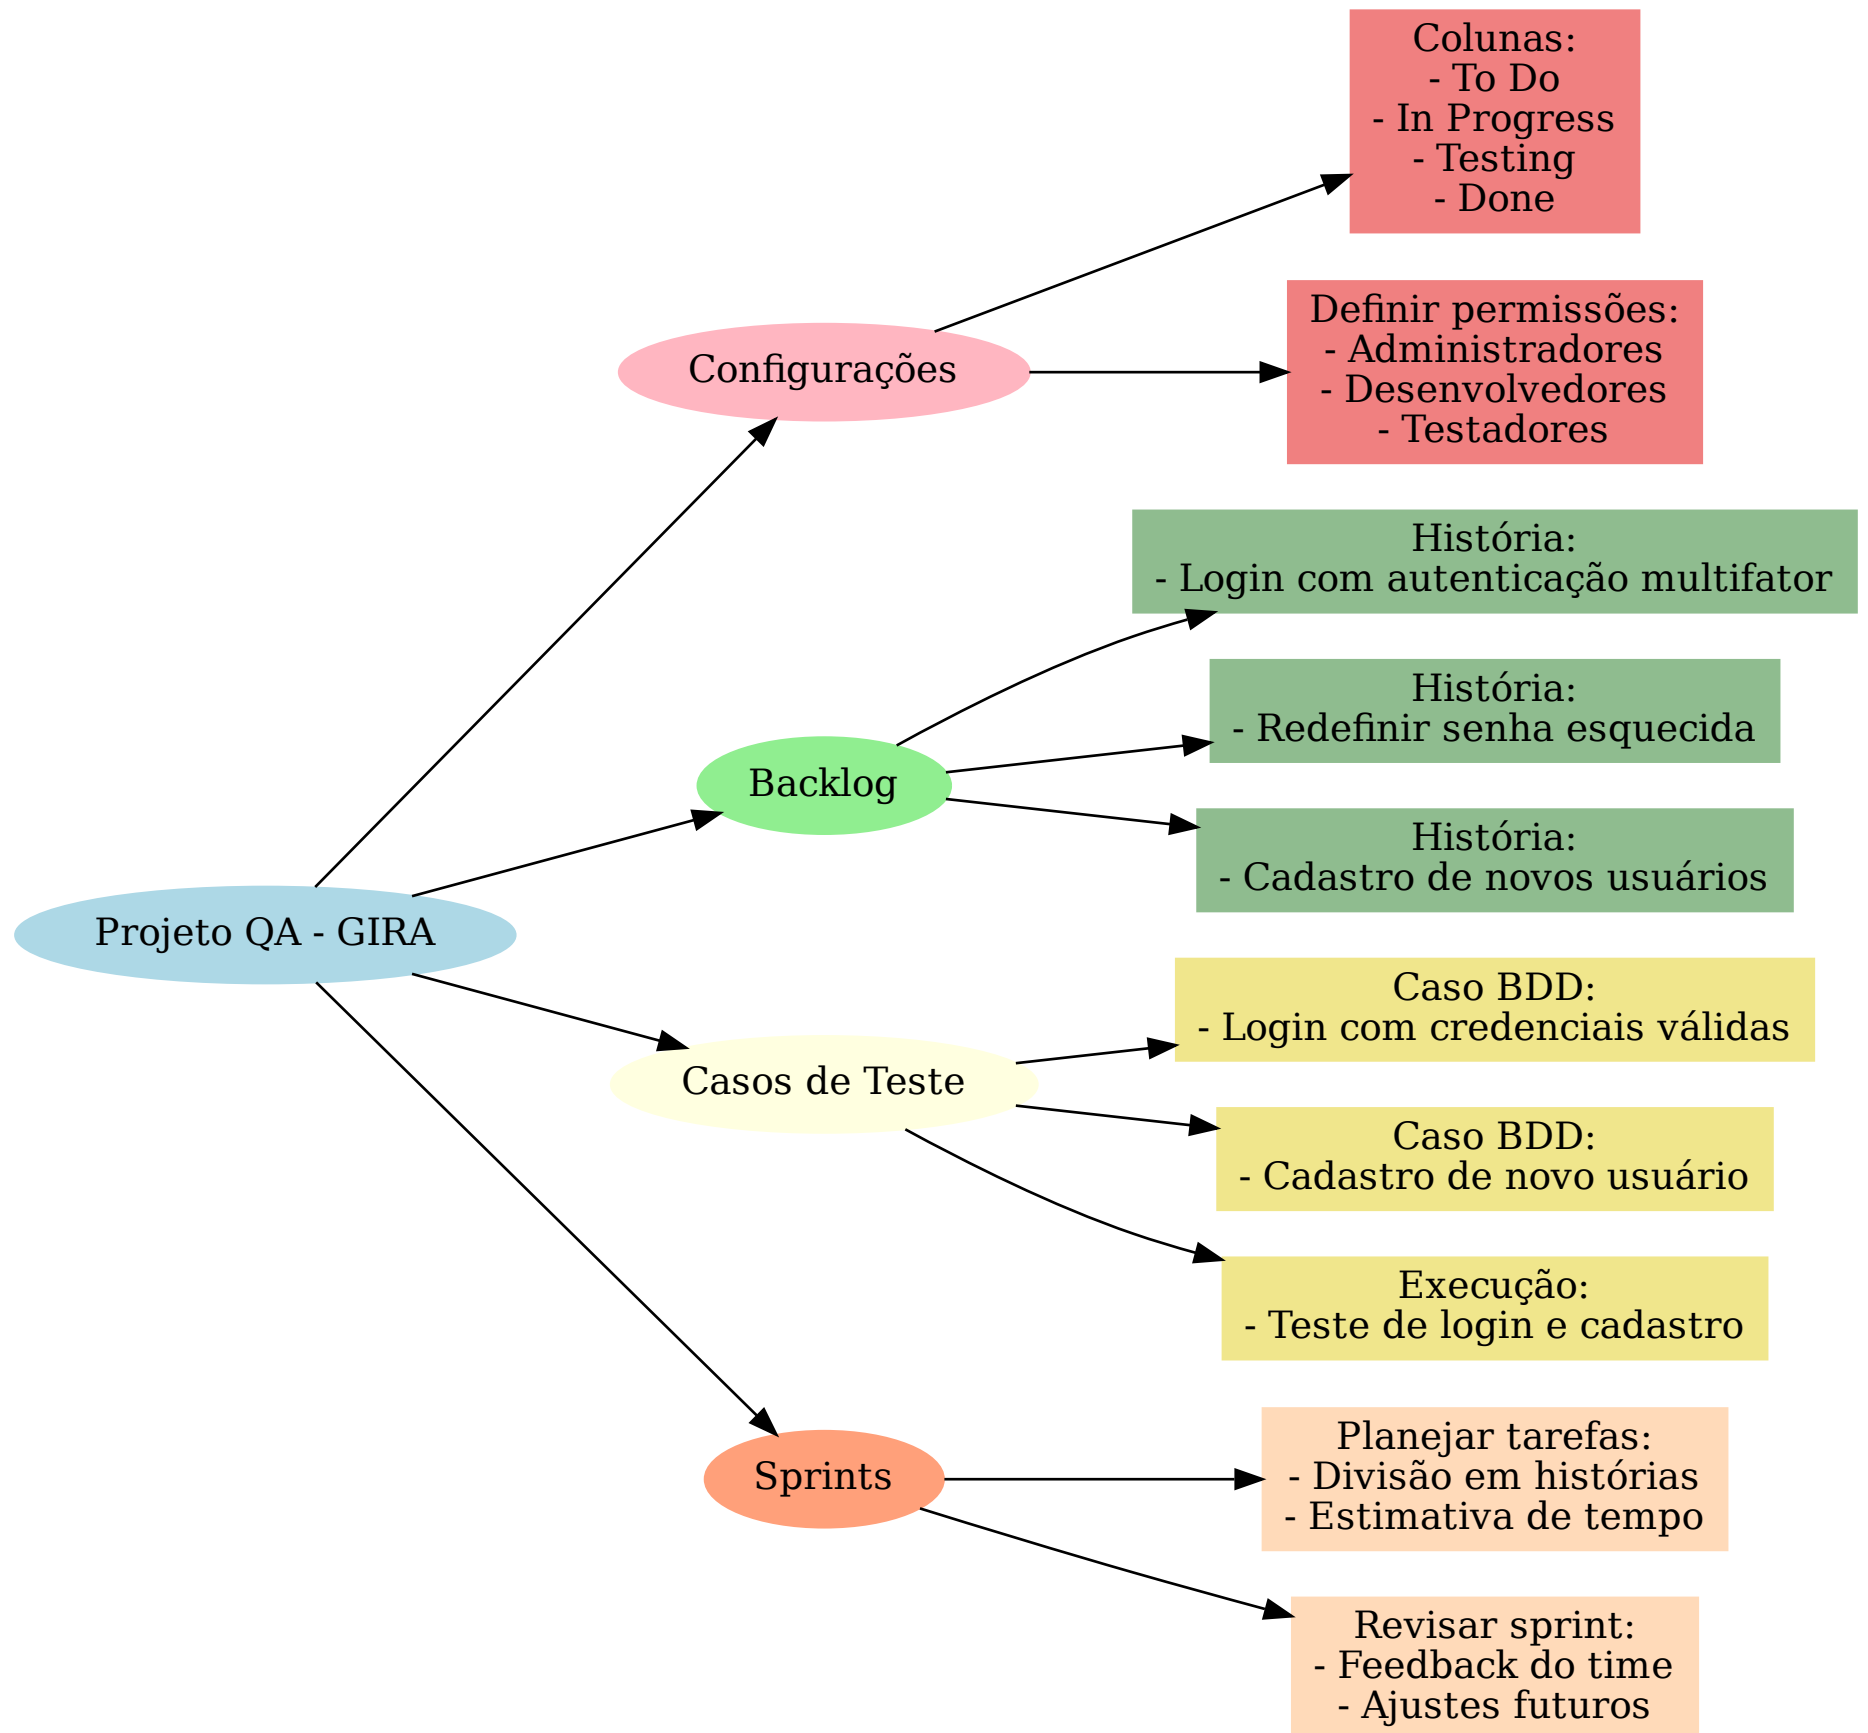 Projeto QA - GIRA
Configurações
Colunas:
- To Do
- In Progress
- Testing
- Done
Definir permissões:
- Administradores
- Desenvolvedores
- Testadores
Backlog
História:
- Login com autenticação multifator
História:
- Redefinir senha esquecida
História:
- Cadastro de novos usuários
Casos de Teste
Caso BDD:
- Login com credenciais válidas
Caso BDD:
- Cadastro de novo usuário
Execução:
- Teste de login e cadastro
Sprints
Planejar tarefas:
- Divisão em histórias
- Estimativa de tempo
Revisar sprint:
- Feedback do time
- Ajustes futuros